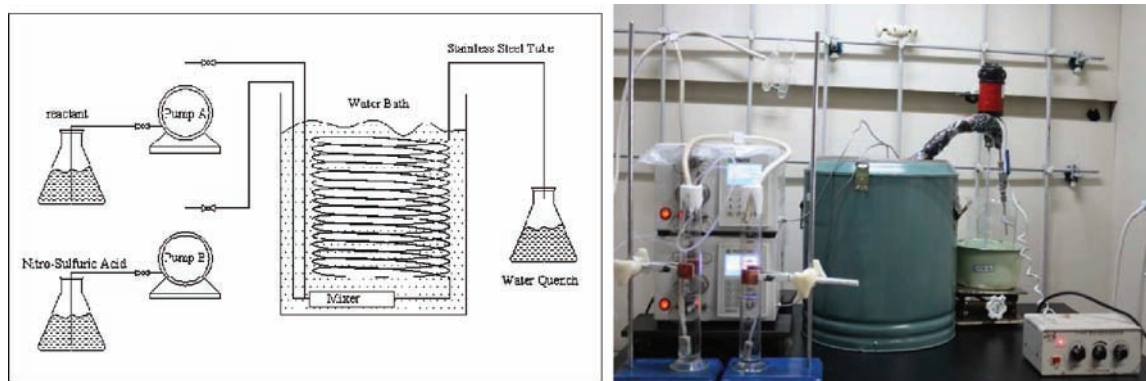 Stainless Steel Tube
Water Bath
reactant
Pump A
Nitro-Sulfuric Acid
Pump B
Mixer
Water Quench